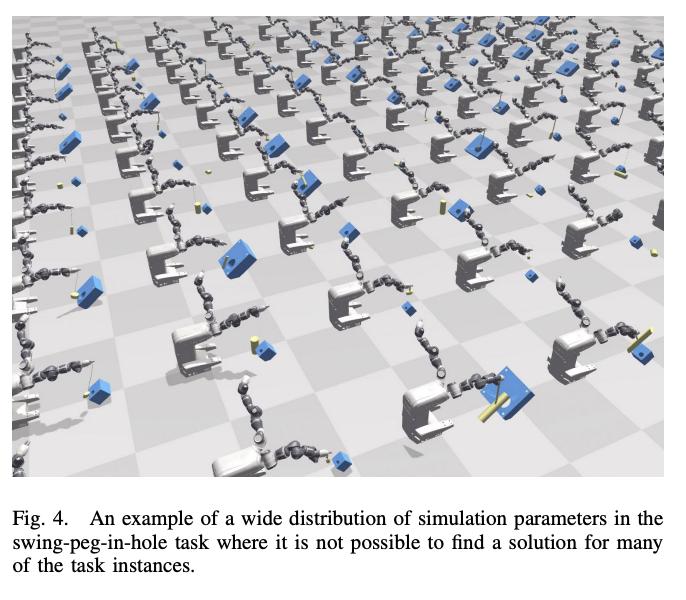 Fig. 4. An example of a wide distribution of simulation parameters in the
swing-peg-in-hole task where it is not possible to find a solution for many
of the task instances.